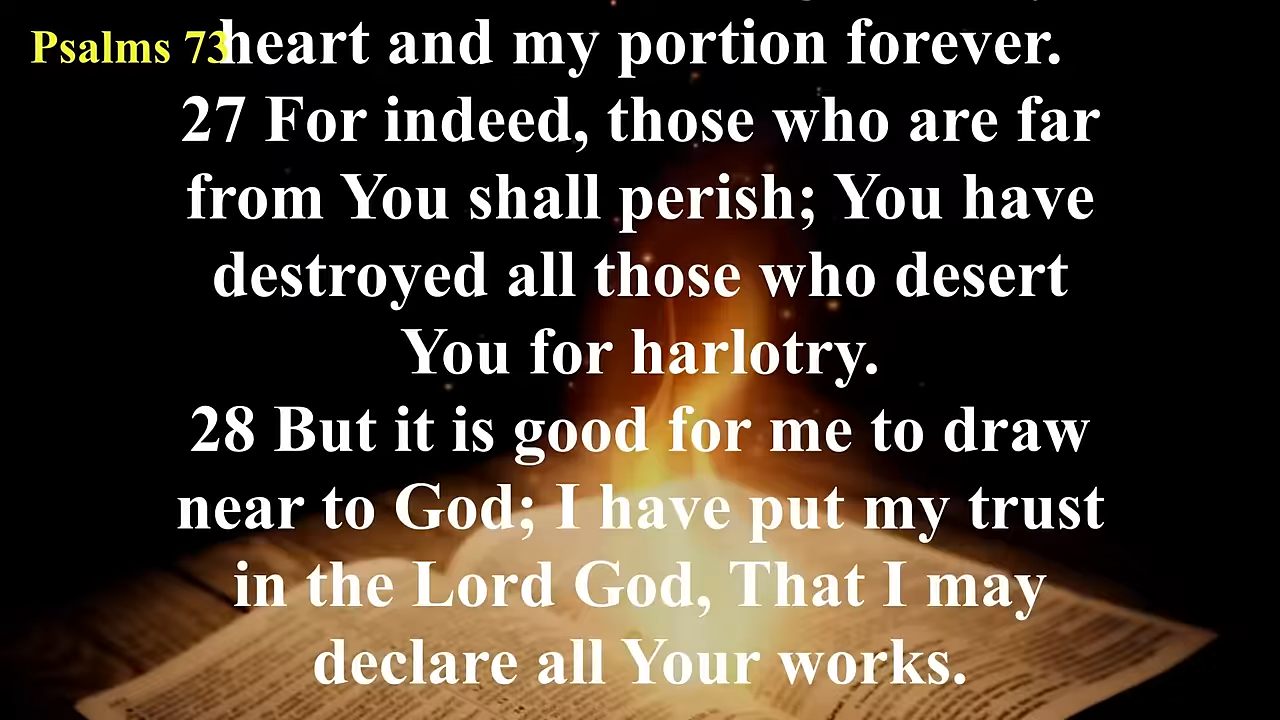 Psalms 73
heart and my portion forever.
27 For indeed, those who are far
from You shall perish; You have
destroyed all those who desert
You for harlotry.
28 But it is good for me to draw
near to God; I have put my trust
in the Lord God, That I may
declare all Your works.